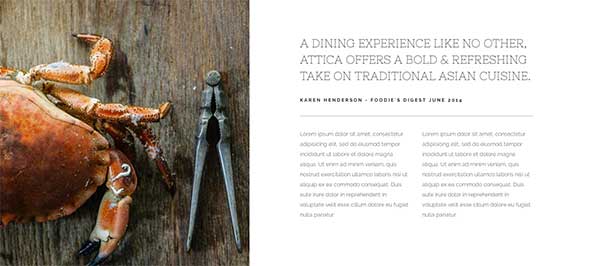 A DINING EXPERIENCE LIKE NO OTHER,
ATTICA OFFERS A BOLD & REFRESHING
TAKE ON TRADITIONAL ASIAN CUISINE.
KAREN HENDERSON - FOODIE'S DIGEST JUNE 2014
Lorem ipsum dolor sit amet, consectetur
adipisicing elit, sed do eiusmod tempor
incididunt ut labore et dolore magna
aliqua. Ut enim ad minim veniam, quis
nostrud exercitation ullamco laboris nisi ut
aliquip ex ea commodo consequat. Duis
aute irure dolor in reprehenderit in
voluptate velit esse cillum dolore eu fugiat
nulla pariatur
Lorem ipsum dolor sit amet, consectetur
adipisicing elit, sed do eiusmod tempor
incididunt ut labore et dolore magna
aliqua. Ut enim ad minim veniam, quis
nostrud exercitation ullamco laboris nisi ut
aliquip ex ea commodo consequat. Duis
aute irure dolor in reprehenderit in
voluptate velit esse cillum dolore eu fugiat
nulla pariatur